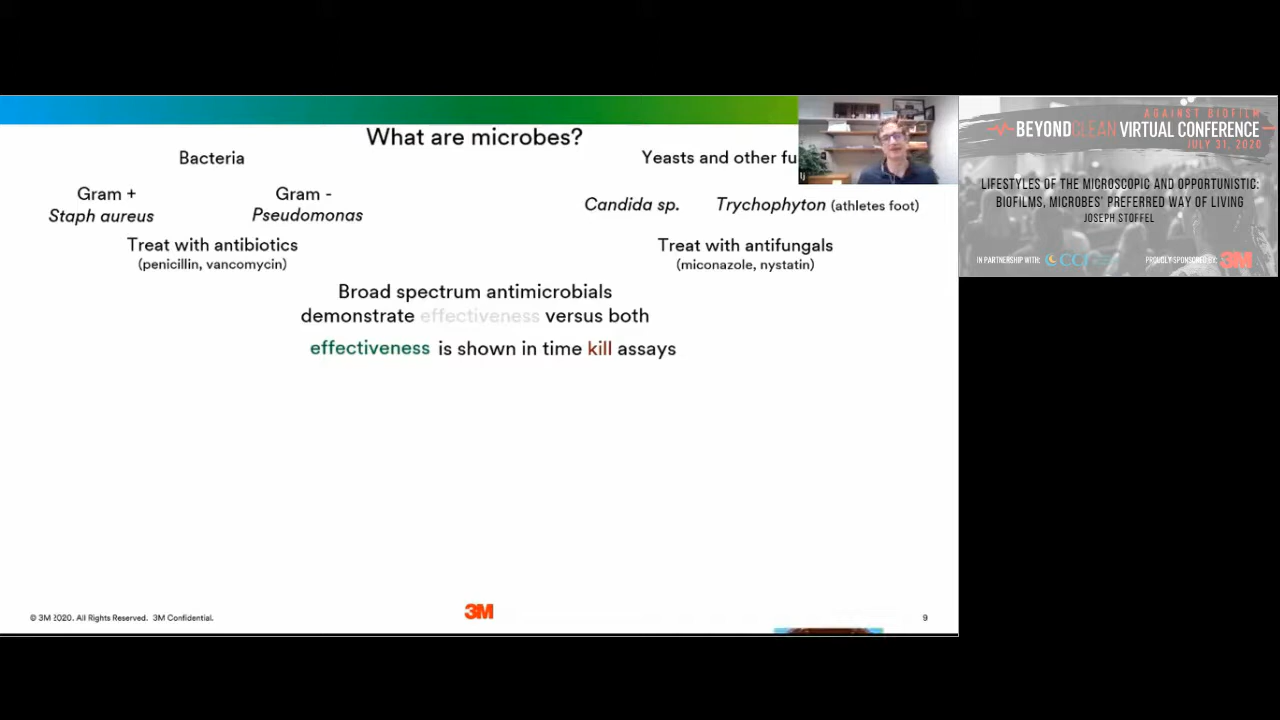 What are microbes?
Bacteria
Yeasts and other fu
Gram +
Gram -
Staph aureus
Pseudomonas
Candida sp.
Trychophyton (athletes foot)
Treat with antibiotics
(penicillin, vancomycin)
Treat with antifungals
(miconazole, nystatin)
Broad spectrum antimicrobials
demonstrate effectiveness versus both
effectiveness is shown in time kill assays
© 3M 2020. All Rights Reserved. 3M Confidential.
3M
9
AGAINST BIOFILM
BEYONDCLEAN VIRTUAL CONFERENCE
JULY 31, 2020
LIFESTYLES OF THE MICROSCOPIC AND OPPORTUNISTIC:
BIOFILMS, MICROBES' PREFERRED WAY OF LIVING
JOSEPH STOFFEL
IN PARTNERSHIP WITH:
PROUDLY SPONSORED BY: 3M